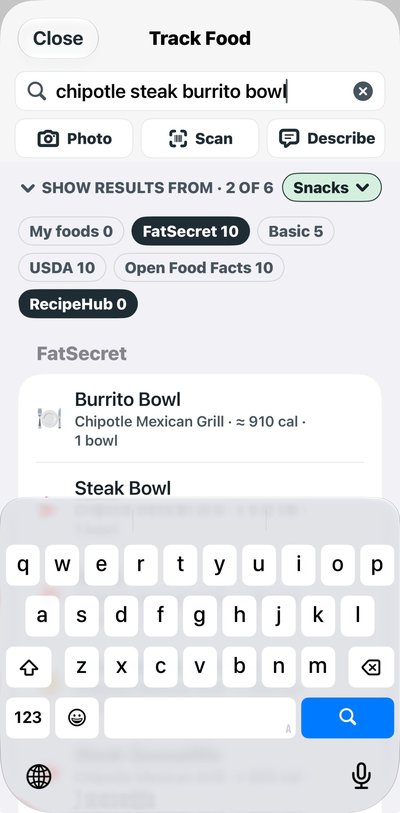 Close
Track Food
chipotle steak burrito bowl
Photo
Scan
Describe
SHOW RESULTS FROM · 2 OF 6
Snacks
My foods 0
FatSecret 10
Basic 5
USDA 10
Open Food Facts 10
RecipeHub 0
FatSecret
Burrito Bowl
Chipotle Mexican Grill · ≈ 910 cal ·
1 bowl
Steak Bowl
q w e r t y u i o p
a s d f g h j k l
z x c v b n m
123
A